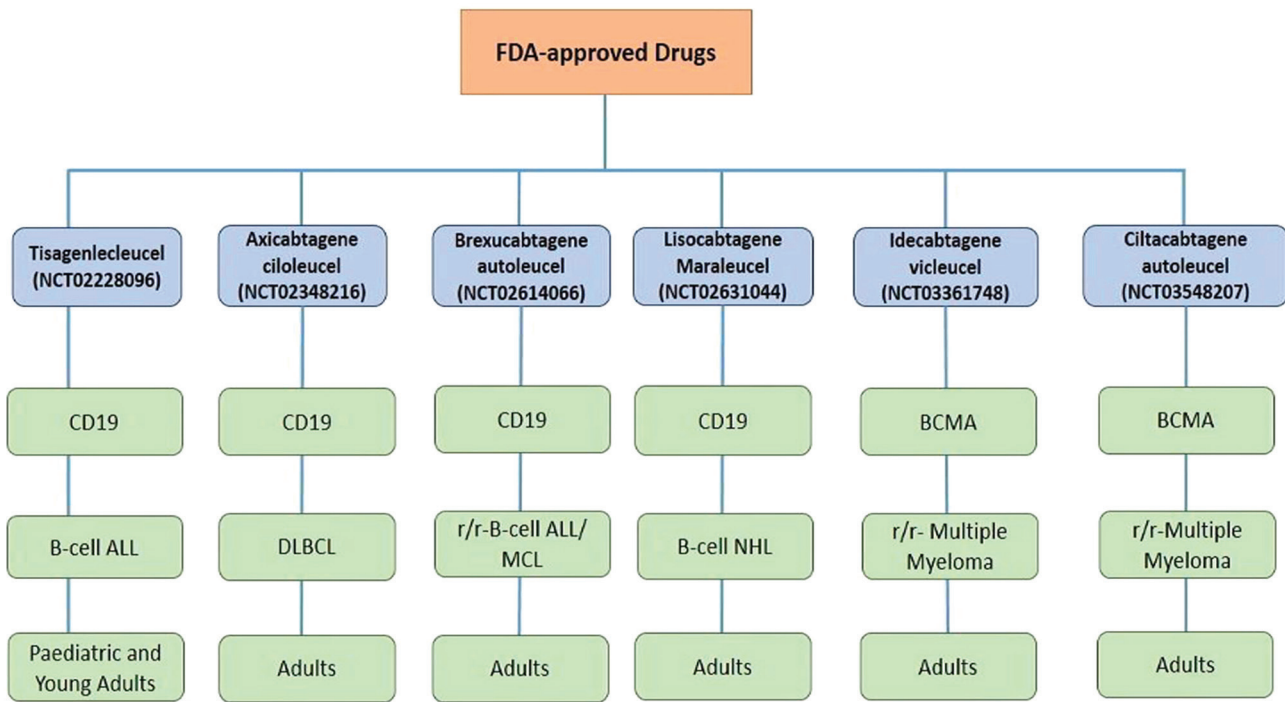 FDA-approved Drugs
Tisagenlecleucel
(NCT02228096)
Axicabtagene
ciloleucel
(NCT02348216)
Brexucabtagene
autoleucel
(NCT02614066)
Lisocabtagene
Maraleucel
(NCT02631044)
Idecabtagene
vicleucel
(NCT03361748)
Ciltacabtagene
autoleucel
(NCT03548207)
CD19
CD19
CD19
CD19
BCMA
BCMA
B-cell ALL
DLBCL
r/r-B-cell ALL/
MCL
B-cell NHL
r/r- Multiple
Myeloma
r/r-Multiple
Myeloma
Paediatric and
Young Adults
Adults
Adults
Adults
Adults
Adults